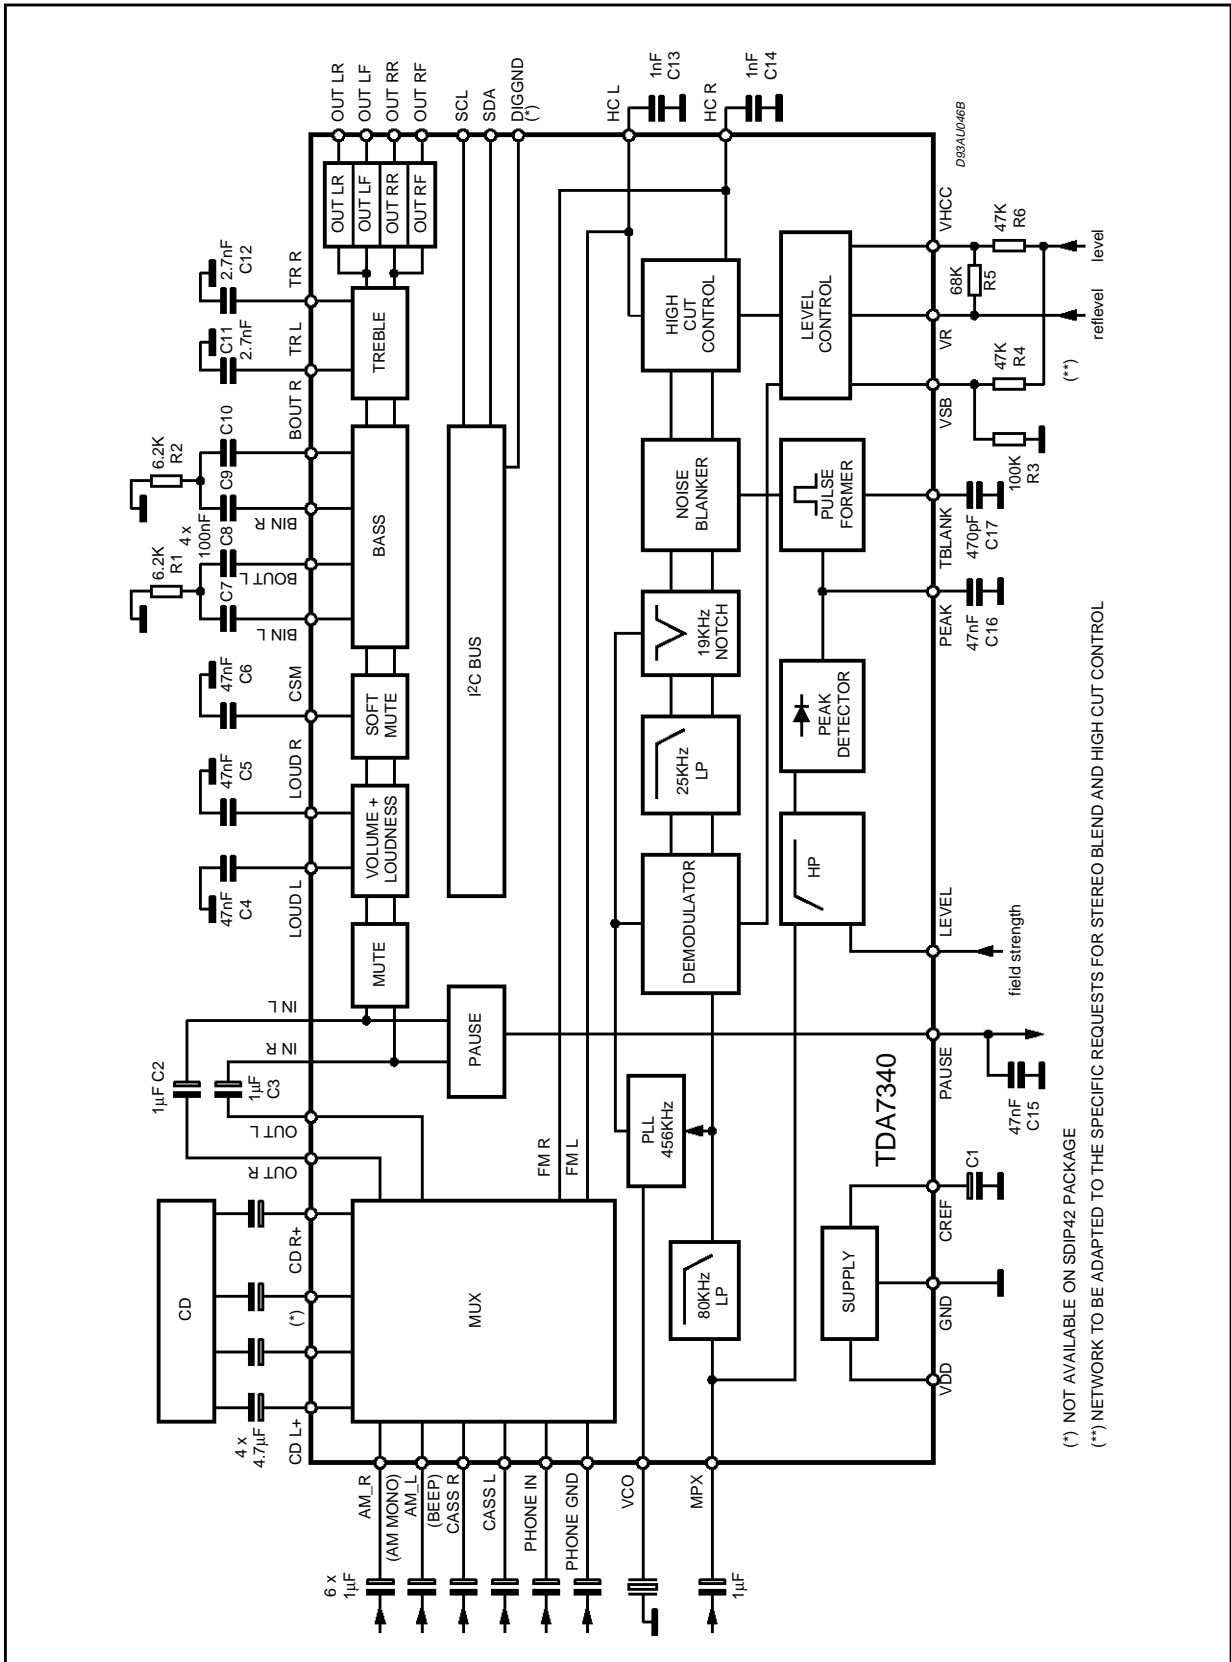 CD
4 x
4.7µF
CD L+
(*)
CD R+
OUT R
OUT L
1µF C2
1µF
C3
IN R
IN L
LOUD L
47nF
C4
LOUD R
47nF
C5
CSM
47nF
C6
BIN L
C7
6.2K
R1
BOUT L
4 x
100nF
C8
BIN R
C9
6.2K
R2
C10
BOUT R
TR L
C11
2.7nF
TR R
2.7nF
C12
6 x
1µF
AM_R
(AM MONO)
AM_L
(BEEP)
CASS R
CASS L
PHONE IN
PHONE GND
VCO
MPX
1µF
MUX
MUTE
VOLUME +
LOUDNESS
SOFT
MUTE
BASS
TREBLE
OUT LR
OUT LF
OUT RR
OUT RF
OUT LR
OUT LF
OUT RR
OUT RF
PAUSE
I²C BUS
SCL
SDA
DIGGND
(*)
FM R
FM L
HC L
1nF
C13
HC R
1nF
C14
80KHz
LP
PLL
456KHz
DEMODULATOR
25KHz
LP
19KHz
NOTCH
NOISE
BLANKER
HIGH
CUT
CONTROL
SUPPLY
TDA7340
HP
PEAK
DETECTOR
PULSE
FORMER
LEVEL
CONTROL
VDD
GND
CREF
C1
PAUSE
47nF
C15
LEVEL
field strength
PEAK
47nF
C16
TBLANK
470pF
C17
VSB
100K
R3
47K
R4
VR
68K
R5
VHCC
47K
R6
(**)
reflevel
level
D93AU046B
(*) NOT AVAILABLE ON SDIP42 PACKAGE
(**) NETWORK TO BE ADAPTED TO THE SPECIFIC REQUESTS FOR STEREO BLEND AND HIGH CUT CONTROL